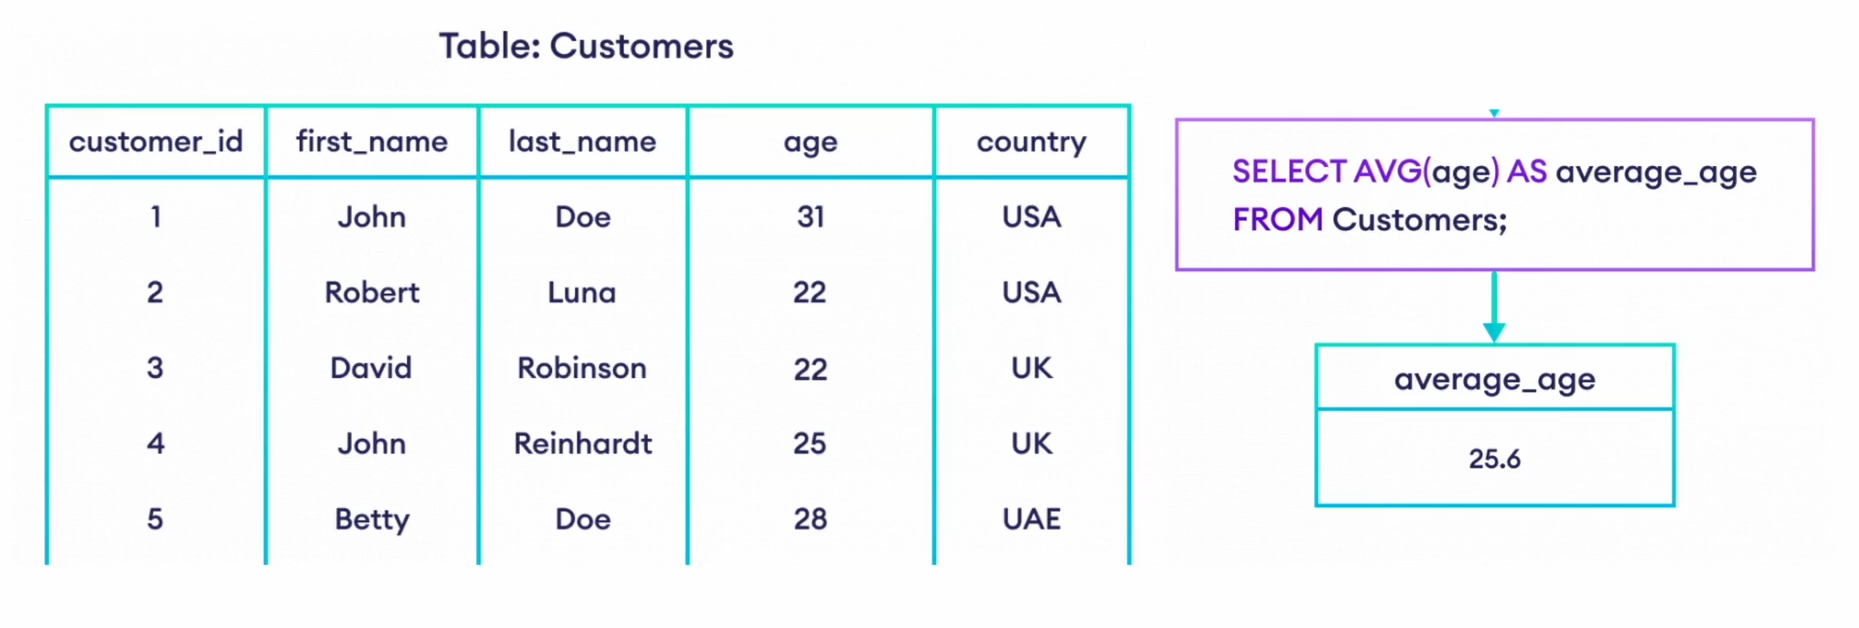 Table: Customers
customer_id first_name last_name age country
1 John Doe 31 USA
2 Robert Luna 22 USA
3 David Robinson 22 UK
4 John Reinhardt 25 UK
5 Betty Doe 28 UAE
SELECT AVG(age) AS average_age
FROM Customers;
average_age
25.6